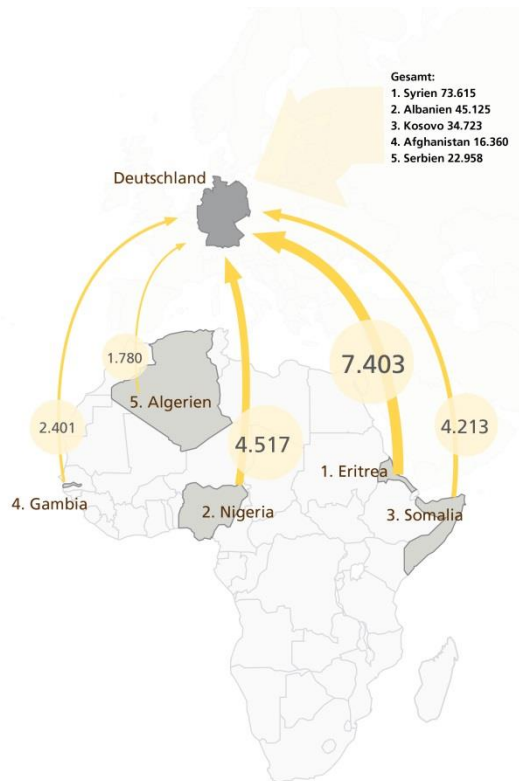 Gesamt:
1. Syrien 73.615
2. Albanien 45.125
3. Kosovo 34.723
4. Afghanistan 16.360
5. Serbien 22.958
Deutschland
1.780
7.403
5. Algerien
2.401
4.517
4.213
1. Eritrea
4. Gambia
2. Nigeria
3. Somalia